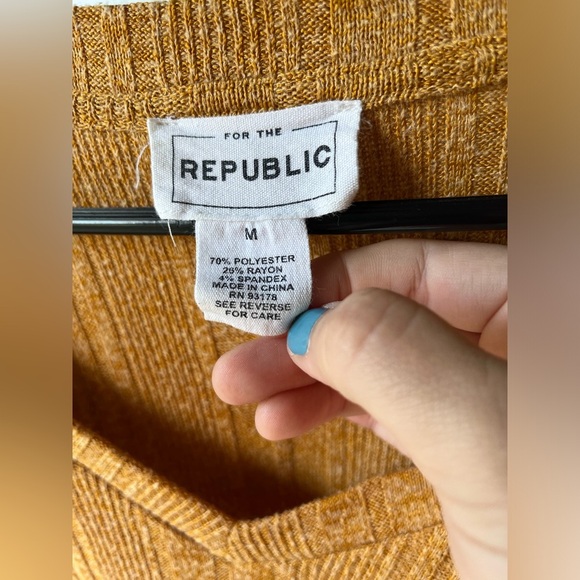 FOR THE
REPUBLIC
M
70% POLYESTER
26% RAYON
4% SPANDEX
MADE IN CHINA
RN 93178
SEE REVERSE
FOR CARE